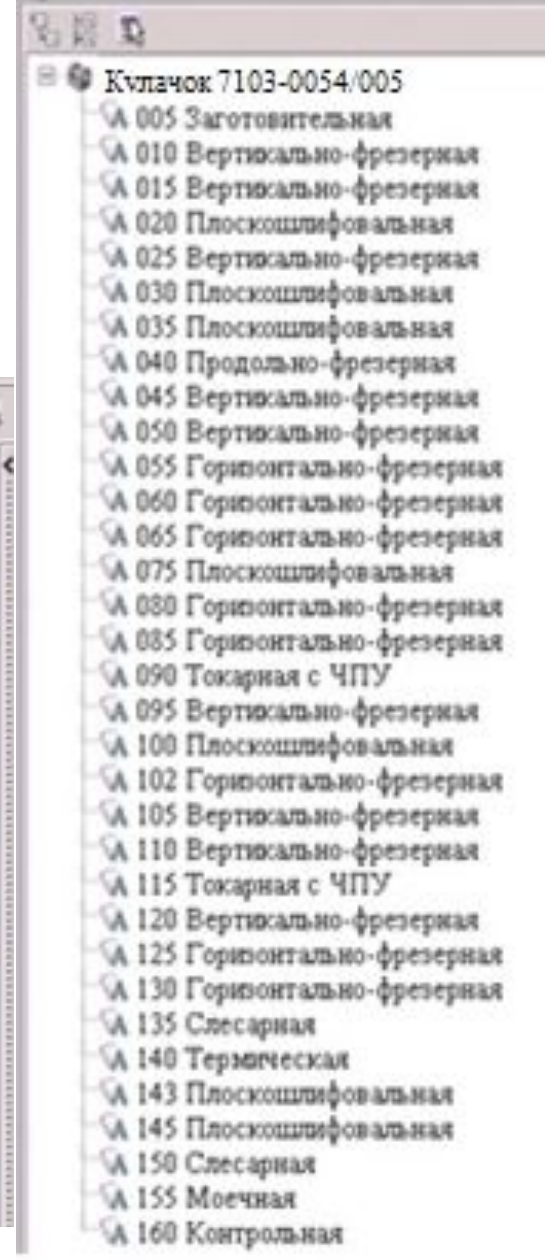 Кулачок 7103-0054/005
005 Заготовительная
010 Вертикально-фрезерная
015 Вертикально-фрезерная
020 Плоскошлифовальная
025 Вертикально-фрезерная
030 Плоскошлифовальная
035 Плоскошлифовальная
040 Продольно-фрезерная
045 Вертикально-фрезерная
050 Вертикально-фрезерная
055 Горизонтально-фрезерная
060 Горизонтально-фрезерная
065 Горизонтально-фрезерная
075 Плоскошлифовальная
080 Горизонтально-фрезерная
085 Горизонтально-фрезерная
090 Токарная с ЧПУ
095 Вертикально-фрезерная
100 Плоскошлифовальная
102 Горизонтально-фрезерная
105 Вертикально-фрезерная
110 Вертикально-фрезерная
115 Токарная с ЧПУ
120 Вертикально-фрезерная
125 Горизонтально-фрезерная
130 Горизонтально-фрезерная
135 Слесарная
140 Термическая
143 Плоскошлифовальная
145 Плоскошлифовальная
150 Слесарная
155 Моечная
160 Контрольная